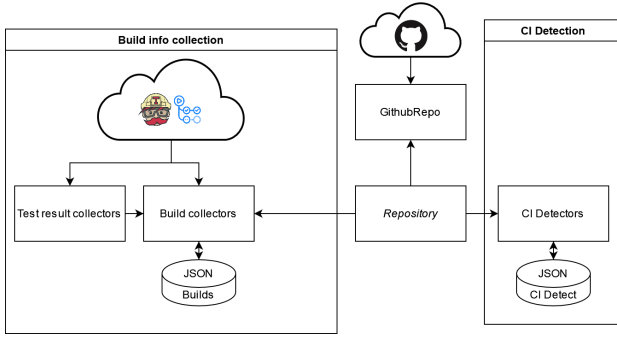 Build info collection
CI Detection
GithubRepo
Test result collectors
Build collectors
Repository
CI Detectors
JSON
Builds
JSON
CI Detect